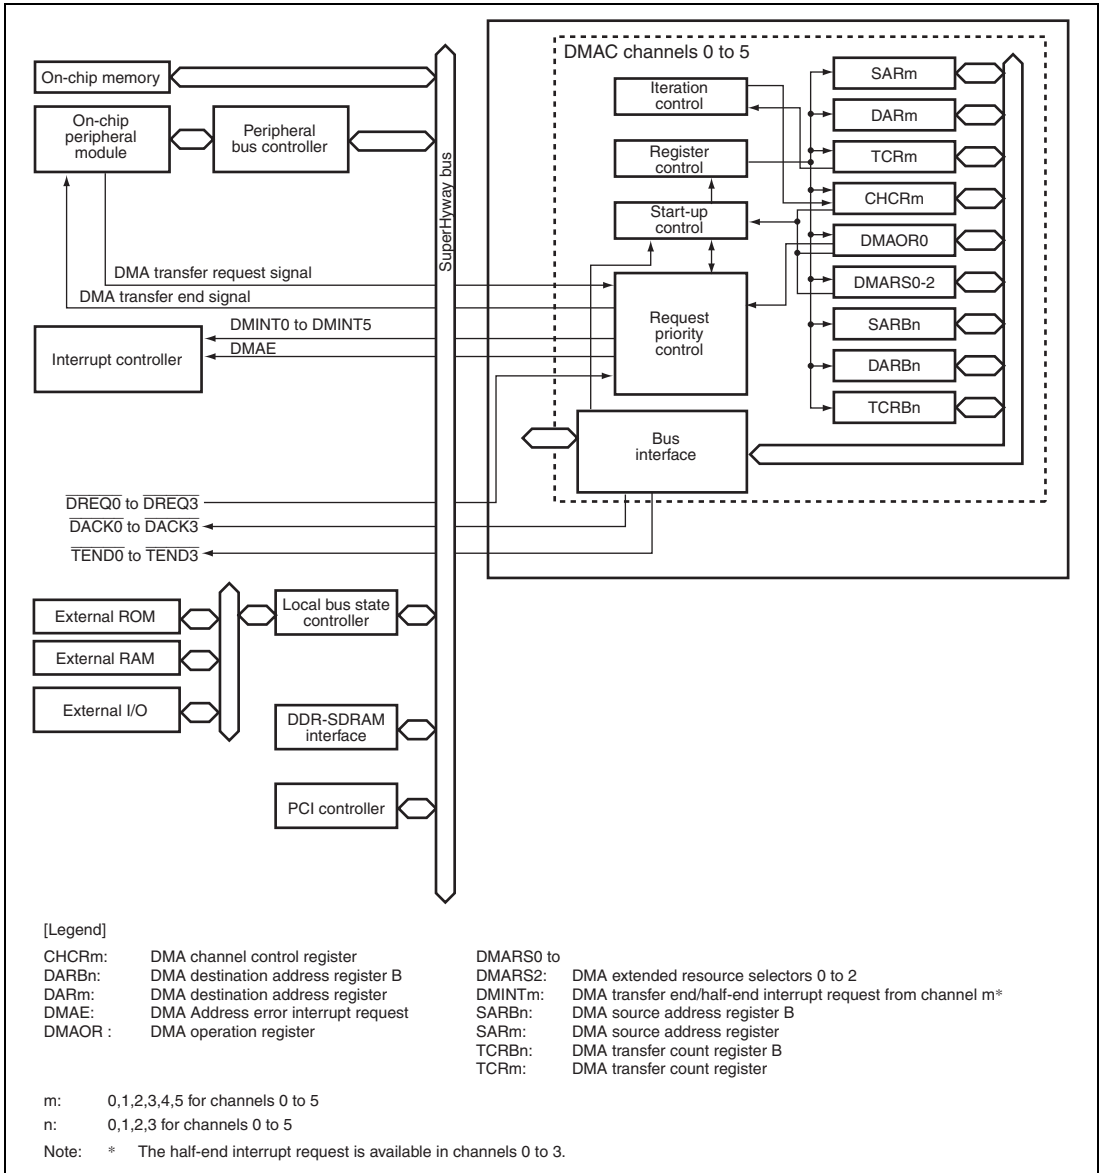 DMAC channels 0 to 5
On-chip memory
On-chip
peripheral
module
Peripheral
bus controller
SuperHyway bus
Iteration
control
Register
control
Start-up
control
Request
priority
control
Bus
interface
SARm
DARm
TCRm
CHCRm
DMAOR0
DMARS0-2
SARBn
DARBn
TCRBn
DMA transfer request signal
DMA transfer end signal
DMINT0 to DMINT5
DMAE
Interrupt controller
DREQ0 to DREQ3
DACK0 to DACK3
TEND0 to TEND3
External ROM
External RAM
External I/O
Local bus state
controller
DDR-SDRAM
interface
PCI controller
[Legend]
CHCRm: DMA channel control register
DARBn: DMA destination address register B
DARm: DMA destination address register
DMAE: DMA Address error interrupt request
DMAOR : DMA operation register
DMARS0 to
DMARS2: DMA extended resource selectors 0 to 2
DMINTm: DMA transfer end/half-end interrupt request from channel m*
SARBn: DMA source address register B
SARm: DMA source address register
TCRBn: DMA transfer count register B
TCRm: DMA transfer count register
m: 0,1,2,3,4,5 for channels 0 to 5
n: 0,1,2,3 for channels 0 to 5
Note: * The half-end interrupt request is available in channels 0 to 3.